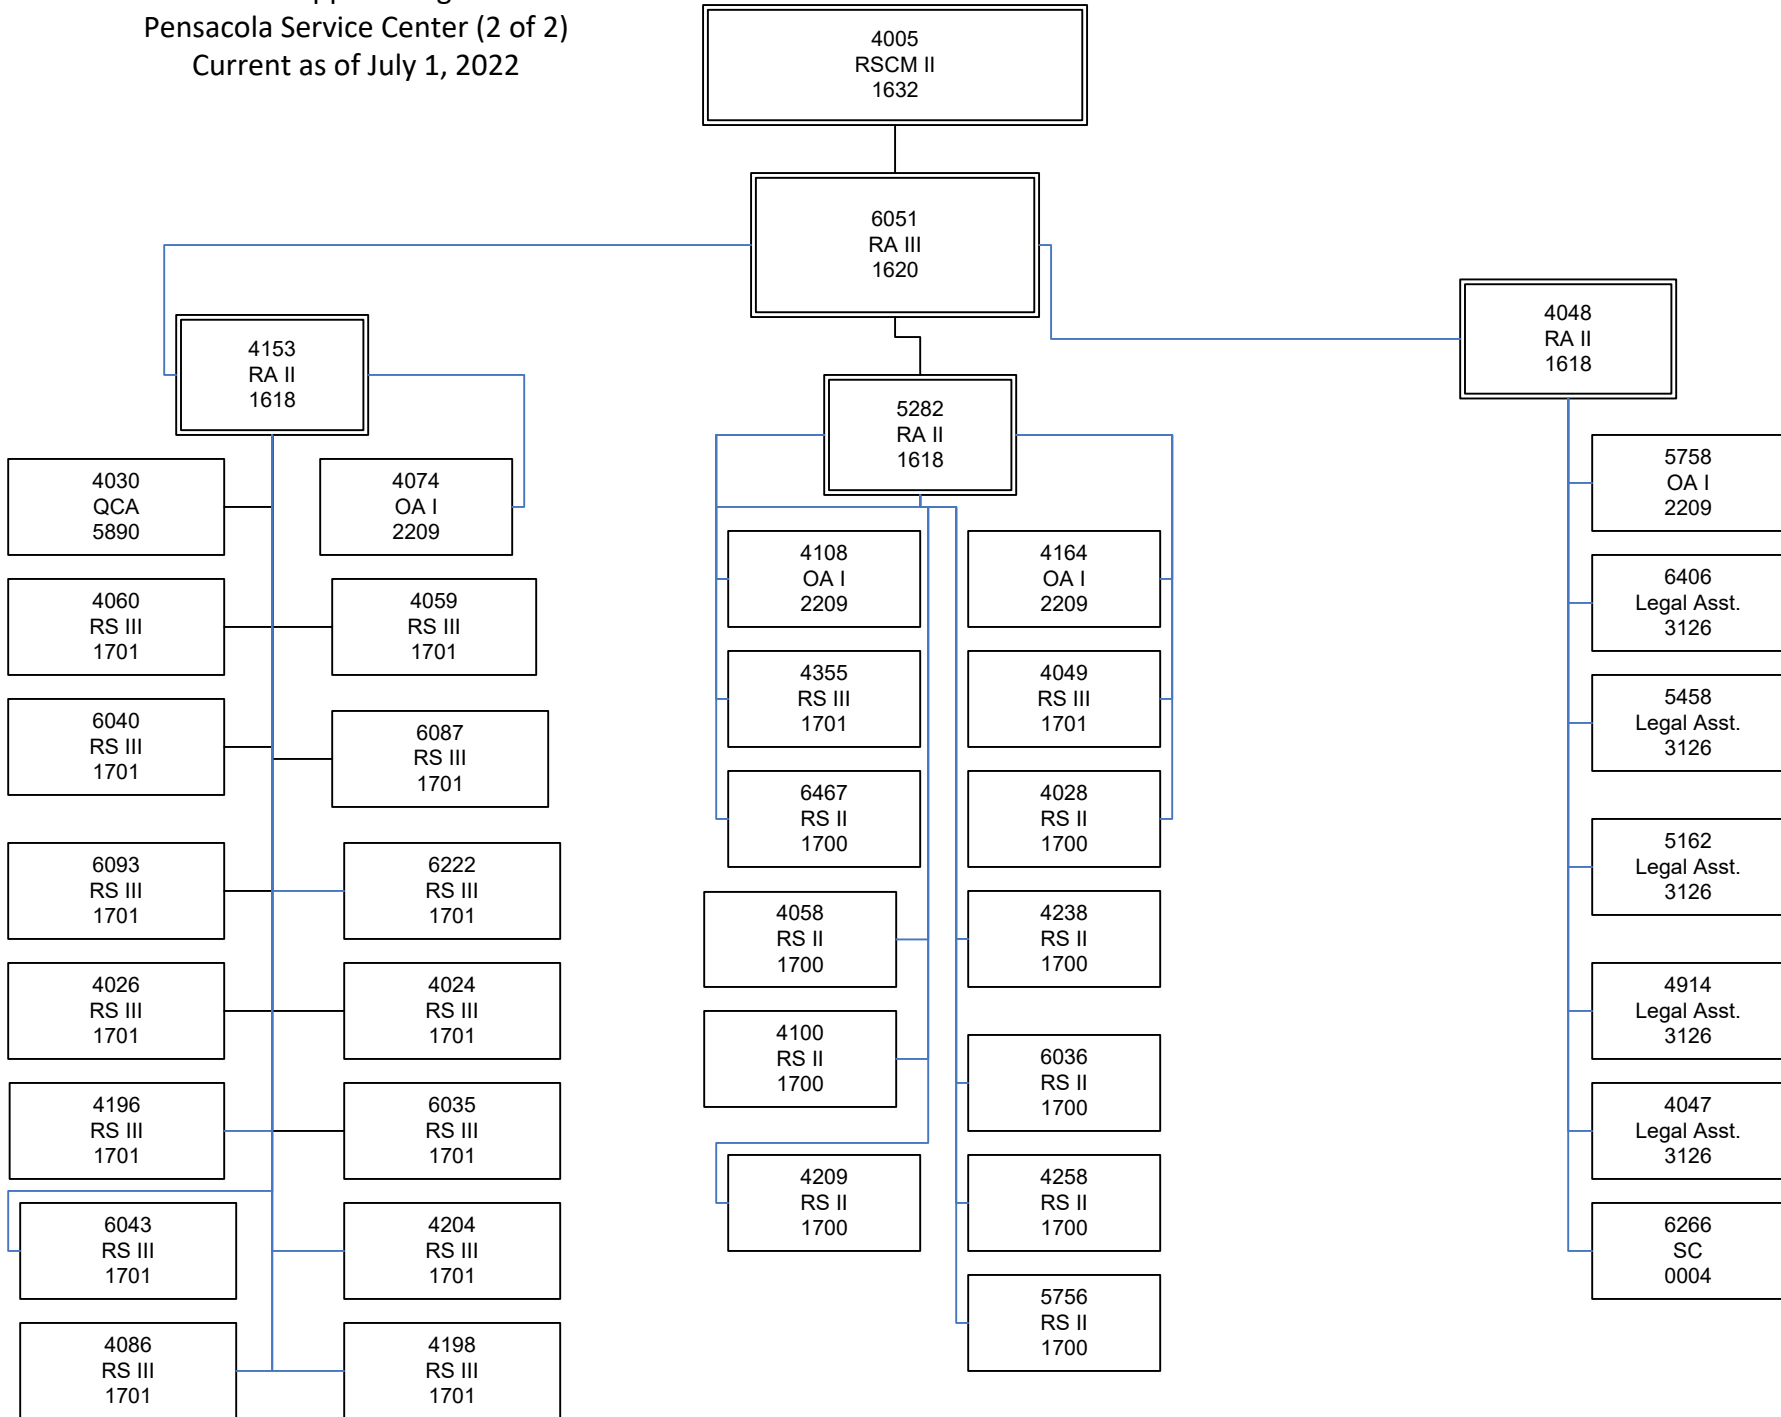 Pensacola Service Center (2 of 2)
Current as of July 1, 2022
4005
RSCM II
1632
6051
RA III
1620
4153
RA II
1618
5282
RA II
1618
4048
RA II
1618
4030
QCA
5890
4074
OA I
2209
4060
RS III
1701
4059
RS III
1701
6040
RS III
1701
6087
RS III
1701
6093
RS III
1701
6222
RS III
1701
4026
RS III
1701
4024
RS III
1701
4196
RS III
1701
6035
RS III
1701
6043
RS III
1701
4204
RS III
1701
4086
RS III
1701
4198
RS III
1701
4108
OA I
2209
4164
OA I
2209
4355
RS III
1701
4049
RS III
1701
6467
RS II
1700
4028
RS II
1700
4058
RS II
1700
4238
RS II
1700
4100
RS II
1700
6036
RS II
1700
4209
RS II
1700
4258
RS II
1700
5756
RS II
1700
5758
OA I
2209
6406
Legal Asst.
3126
5458
Legal Asst.
3126
5162
Legal Asst.
3126
4914
Legal Asst.
3126
4047
Legal Asst.
3126
6266
SC
0004